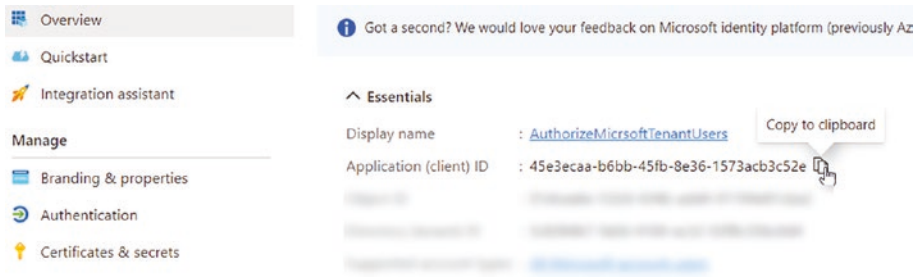 Overview
Quickstart
Integration assistant
Manage
Branding & properties
Authentication
Certificates & secrets
Got a second? We would love your feedback on Microsoft identity platform (previously Az
Essentials
Display name : AuthorizeMicrsoftTenantUsers
Copy to clipboard
Application (client) ID : 45e3ecaa-b6bb-45fb-8e36-1573acb3c52e